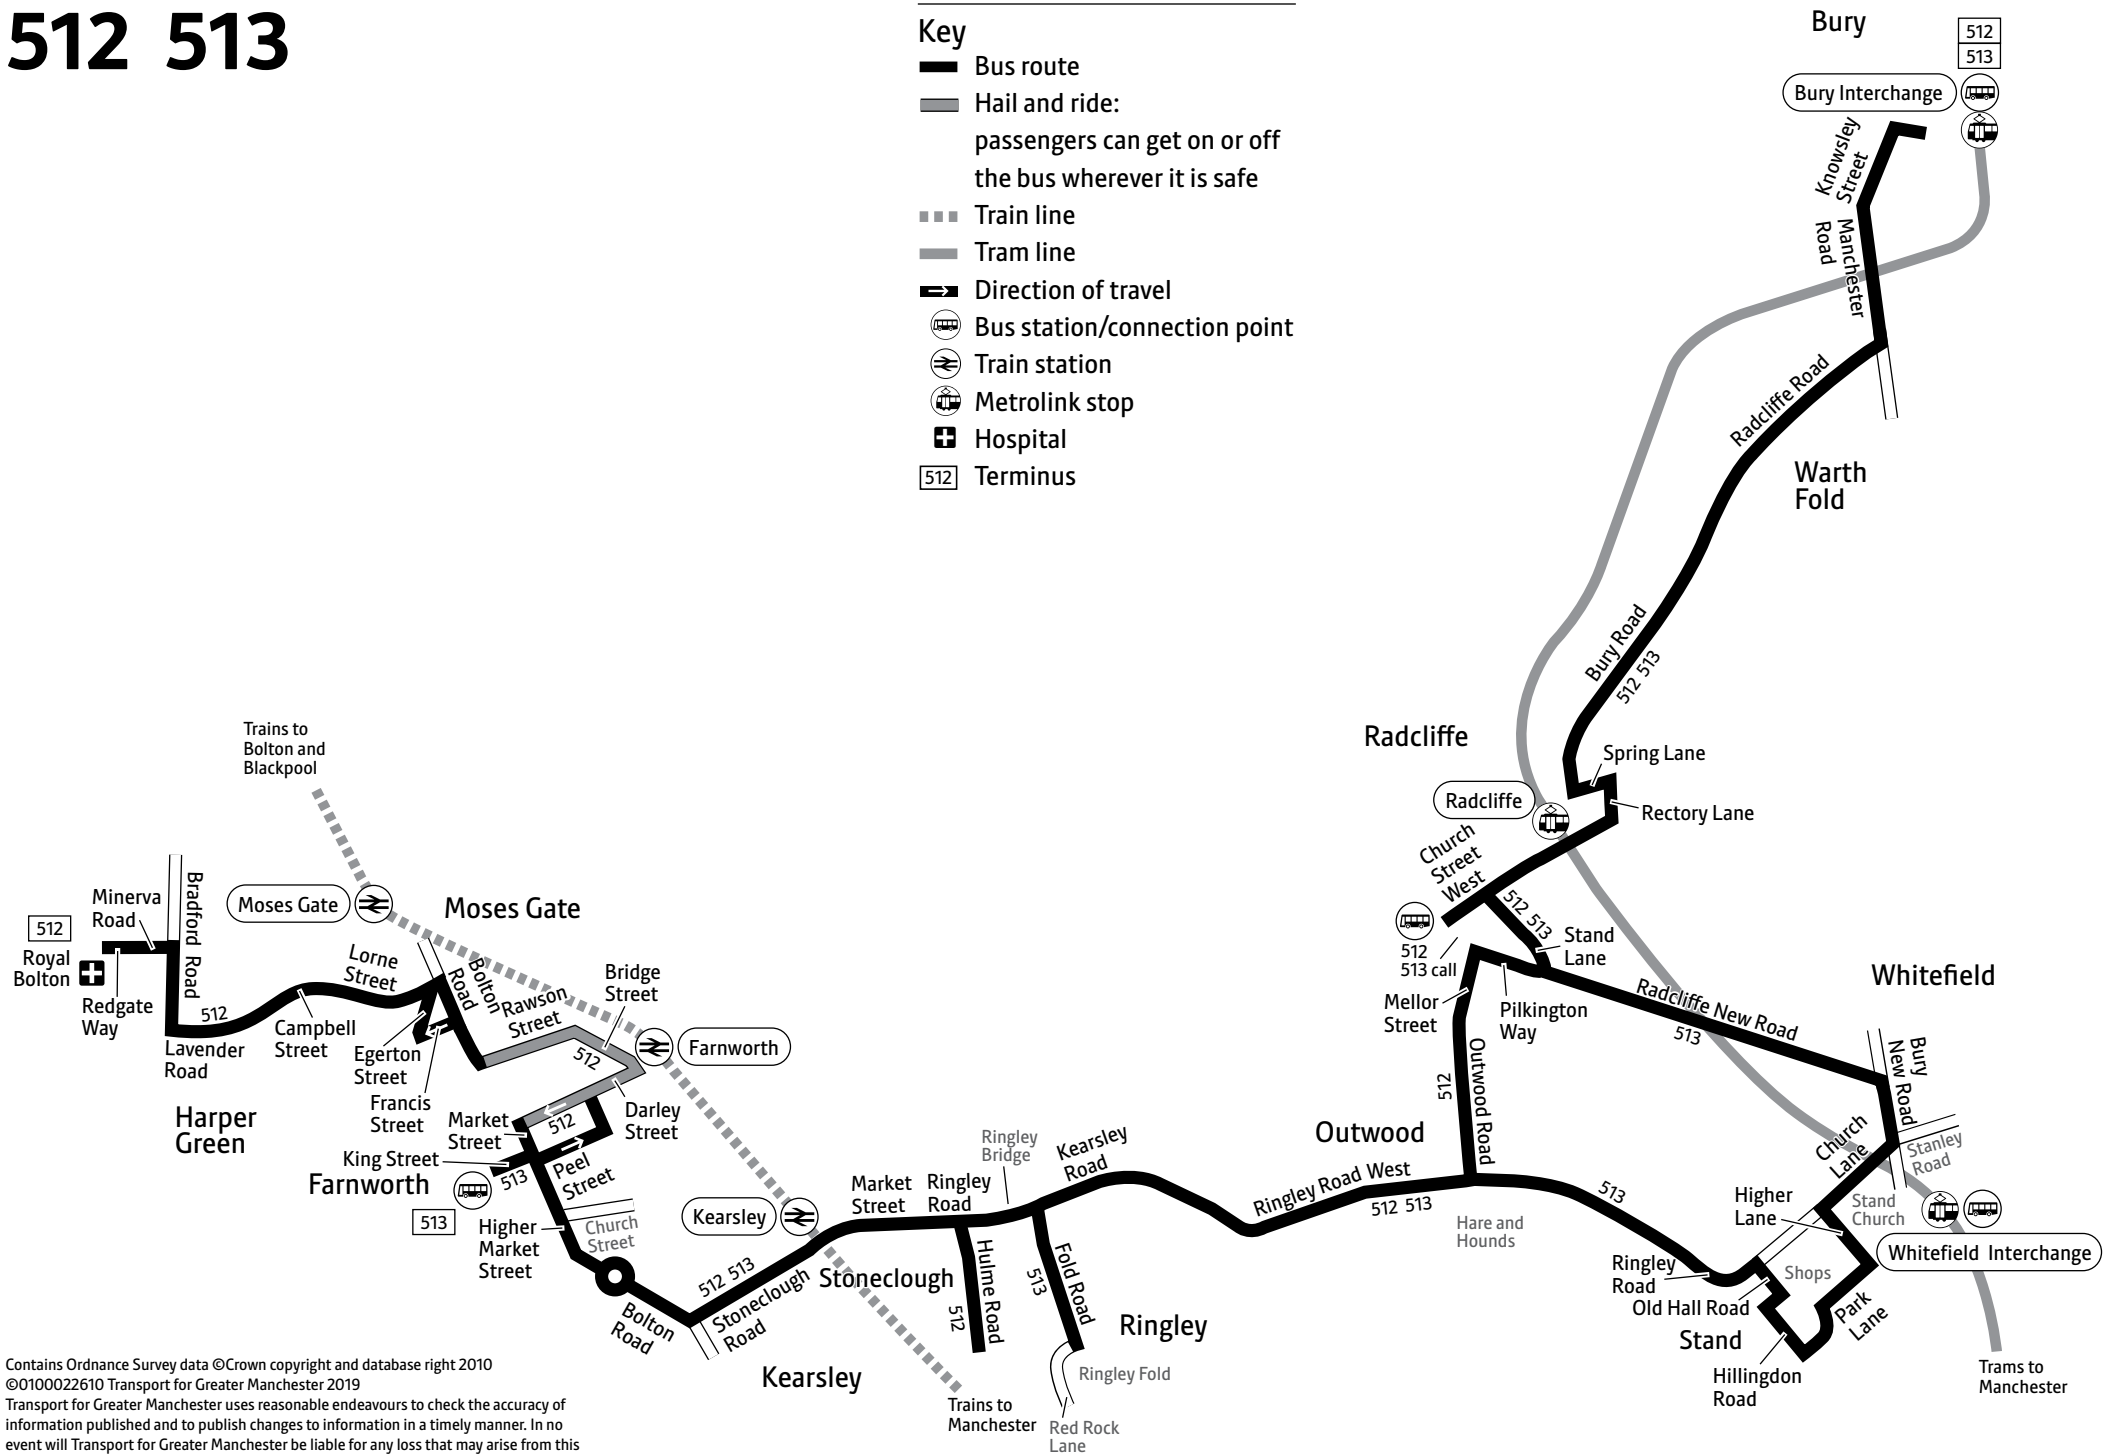 512 513
Key
Bus route
Hail and ride:
passengers can get on or off
the bus wherever it is safe
Train line
Tram line
Direction of travel
Bus station/connection point
Train station
Metrolink stop
Hospital
512 Terminus
Bury
512
513
Bury Interchange
Knowsley
Street
Manchester
Road
Radcliffe Road
Warth
Fold
Bury Road
512 513
Radcliffe
Spring Lane
Radcliffe
Rectory Lane
Church
Street
West
512 513
512
513 call
Stand
Lane
Mellor
Street
Pilkington
Way
Radcliffe New Road
513
Whitefield
Bury
New Road
Outwood Road
512
Church
Lane
Stanley
Road
Outwood
Higher
Lane
Stand
Church
Whitefield Interchange
Ringley Road West
512 513
Hare and
Hounds
513
Ringley
Road
Shops
Old Hall Road
Park
Lane
Stand
Hillingdon
Road
Trams to
Manchester
Trains to
Bolton and
Blackpool
Minerva
Road
Bradford Road
Moses Gate
Moses Gate
512
Royal
Bolton
Redgate
Way
512
Lavender
Road
Campbell
Street
Lorne
Street
Bolton
Road
Rawson
Street
Bridge
Street
Egerton
Street
Francis
Street
512
Farnworth
Harper
Green
Market
Street
512
Darley
Street
King Street
513
Peel
Street
Farnworth
513
Higher
Market
Street
Church
Street
Kearsley
Market
Street
Ringley
Road
Ringley
Bridge
Kearsley
Road
512 513
Stoneclough
Road
Stoneclough
Bolton
Road
Hulme Road
512
Fold Road
513
Ringley
Kearsley
Ringley Fold
Trains to
Manchester
Red Rock
Lane
Contains Ordnance Survey data ©Crown copyright and database right 2010
©0100022610 Transport for Greater Manchester 2019
Transport for Greater Manchester uses reasonable endeavours to check the accuracy of
information published and to publish changes to information in a timely manner. In no
event will Transport for Greater Manchester be liable for any loss that may arise from this